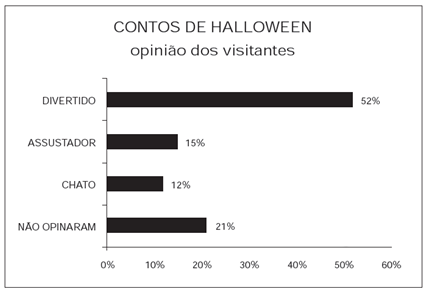 CONTOS DE HALLOWEEN
opinião dos visitantes
DIVERTIDO 52%
ASSUSTADOR 15%
CHATO 12%
NÃO OPINARAM 21%
0% 10% 20% 30% 40% 50% 60%